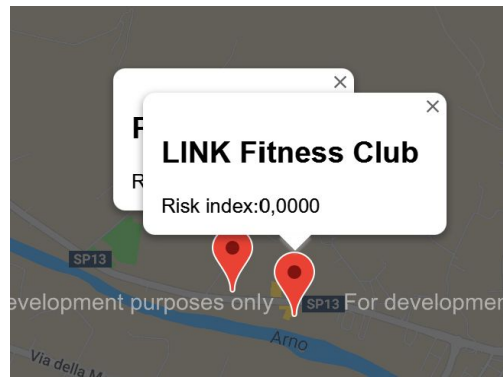 LINK Fitness Club
Risk index:0,0000
SP13
evelopment purposes only
SP13
For developmen
Arno
Via della M